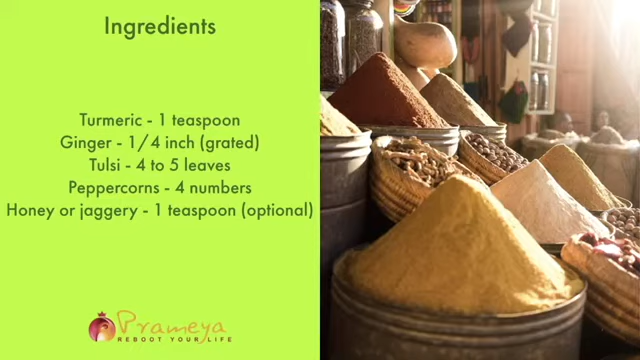 Ingredients
Turmeric - 1 teaspoon
Ginger - 1/4 inch (grated)
Tulsi - 4 to 5 leaves
Peppercorns - 4 numbers
Honey or jaggery - 1 teaspoon (optional)
Prameya
REBOOT YOUR LIFE